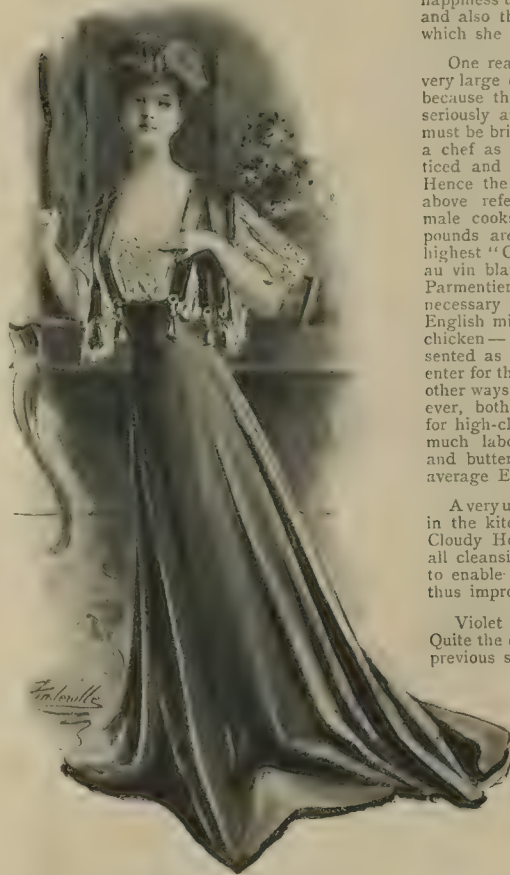 happiness
and also th
which she
One rea
very large
because th
seriously a
must be bri
a chef as
ticed and
Hence the
above refe
male cooks
pounds are
highest "C
au vin blan
Parmentier
necessary
English mi
chicken—
sented as
enter for th
other ways
ever, both
for high-cl
much labo
and butter
average E
A very u
in the kite
Cloudy He
all cleansi
to enable
thus impro
Violet
Quite the
previous s